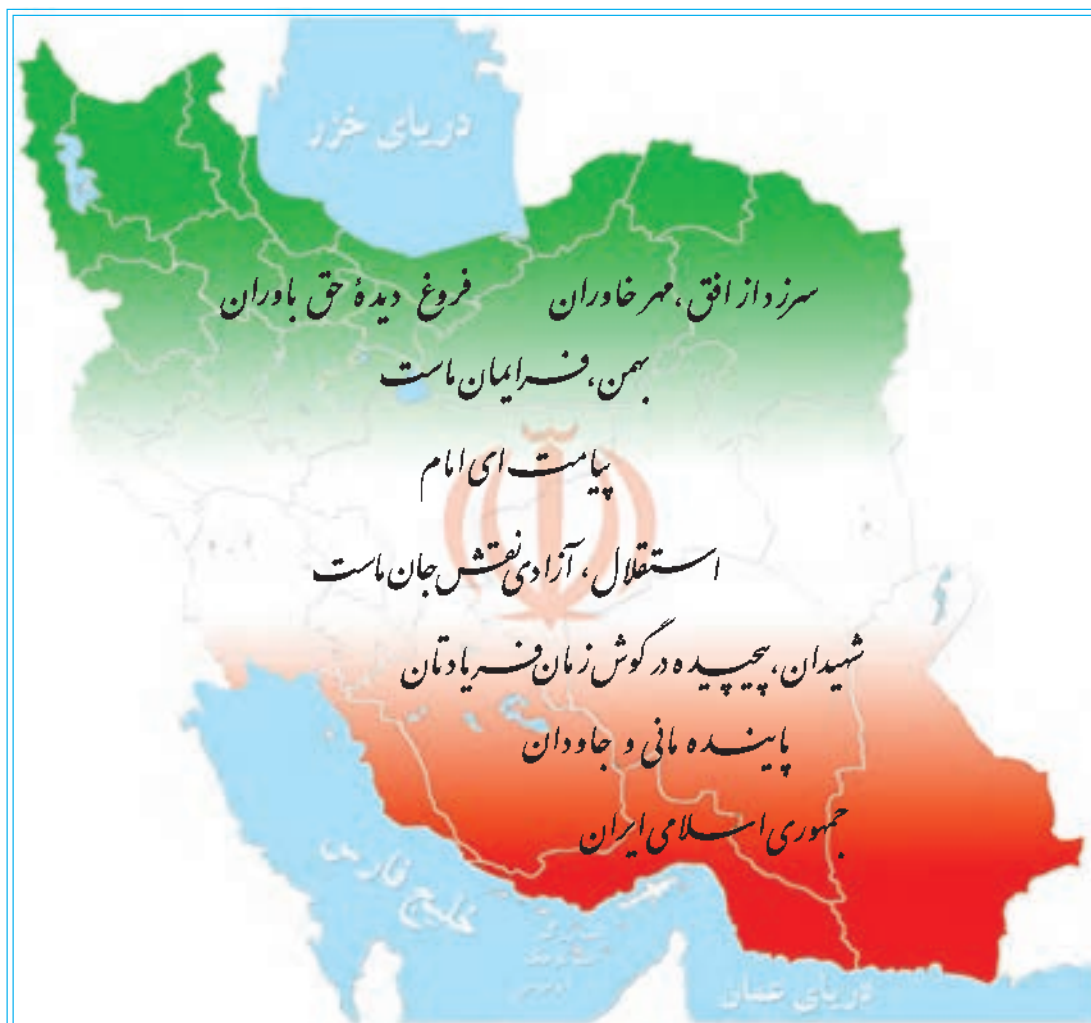 دریای خزر
سرزد از افق، مهر خاوران فروغ دیدهٔ حق باوران
بهمن، فر ایمان ماست
پیامت ای امام
استقلال، آزادی نقش جان ماست
شهیدان، پیچیده در گوش زمان فریادتان
پاینده مانی و جاودان
جمهوری اسلامی ایران
خلیج فارس
دریای عمان